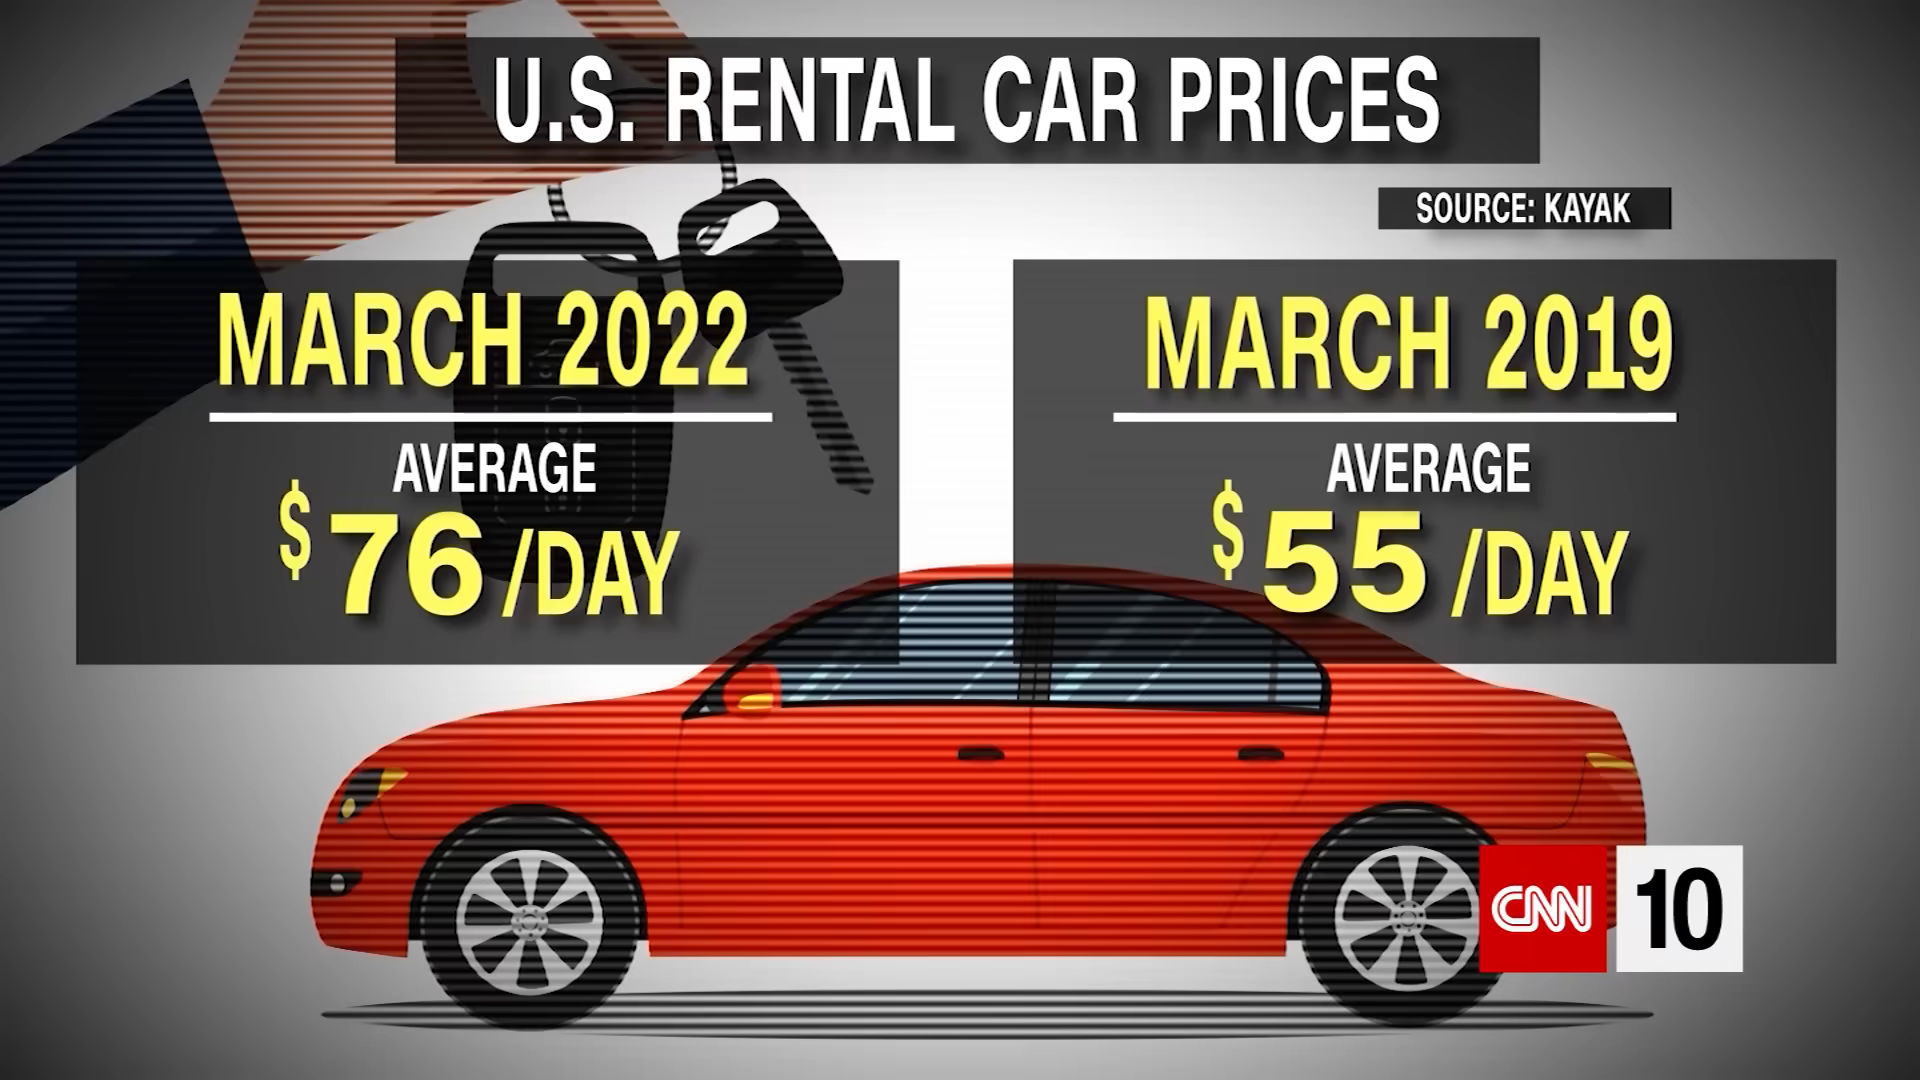 U.S. RENTAL CAR PRICES
SOURCE: KAYAK
MARCH 2022
AVERAGE
$76/DAY
MARCH 2019
AVERAGE
$55/DAY
CNN 10